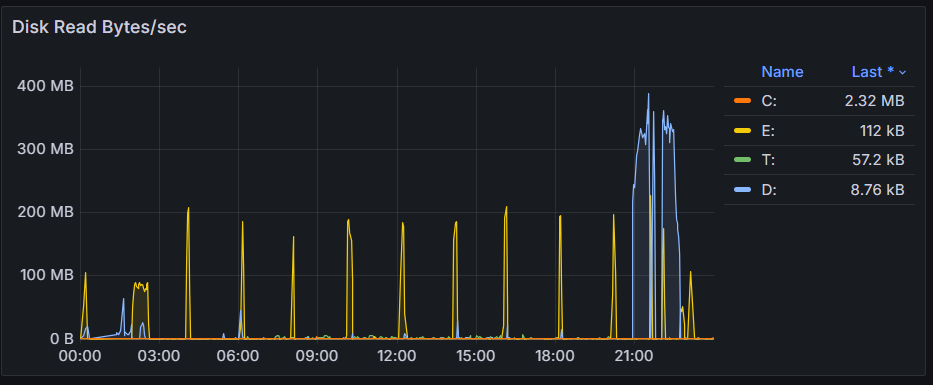 Disk Read Bytes/sec
Name Last *
400 MB
300 MB
200 MB
100 MB
0 B
00:00 03:00 06:00 09:00 12:00 15:00 18:00 21:00
C: 2.32 MB
E: 112 kB
T: 57.2 kB
D: 8.76 kB